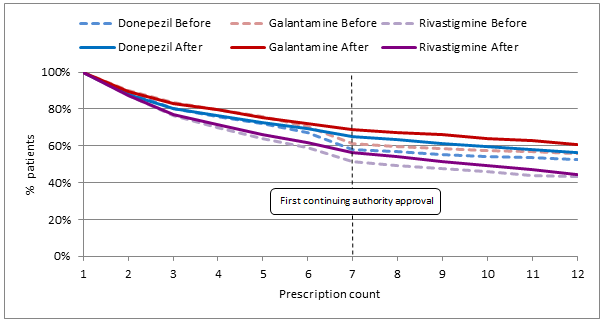 Donepezil Before Galantamine Before Rivastigmine Before
Donepezil After Galantamine After Rivastigmine After
100%
80%
60%
40%
20%
0%
% patients
First continuing authority approval
1 2 3 4 5 6 7 8 9 10 11 12
Prescription count